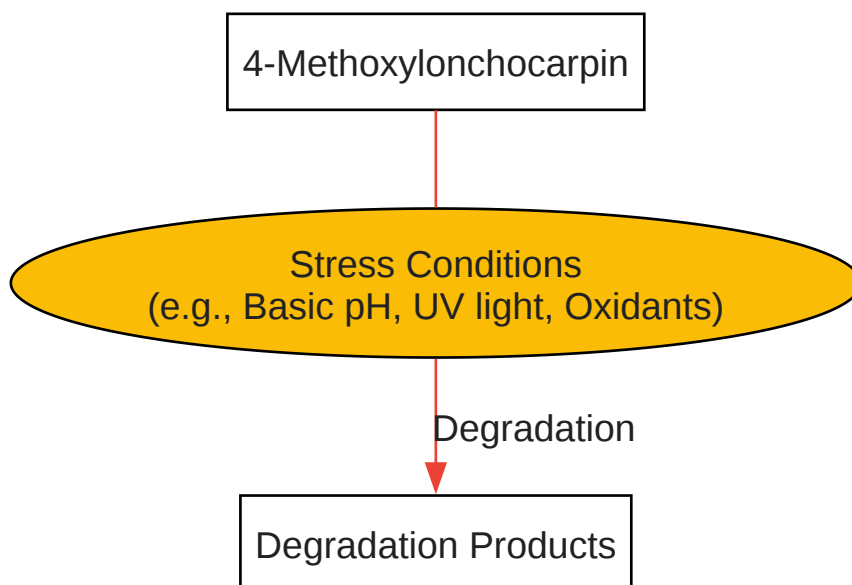 4-Methoxylonchocarpin
Stress Conditions
(e.g., Basic pH, UV light, Oxidants)
Degradation
Degradation Products